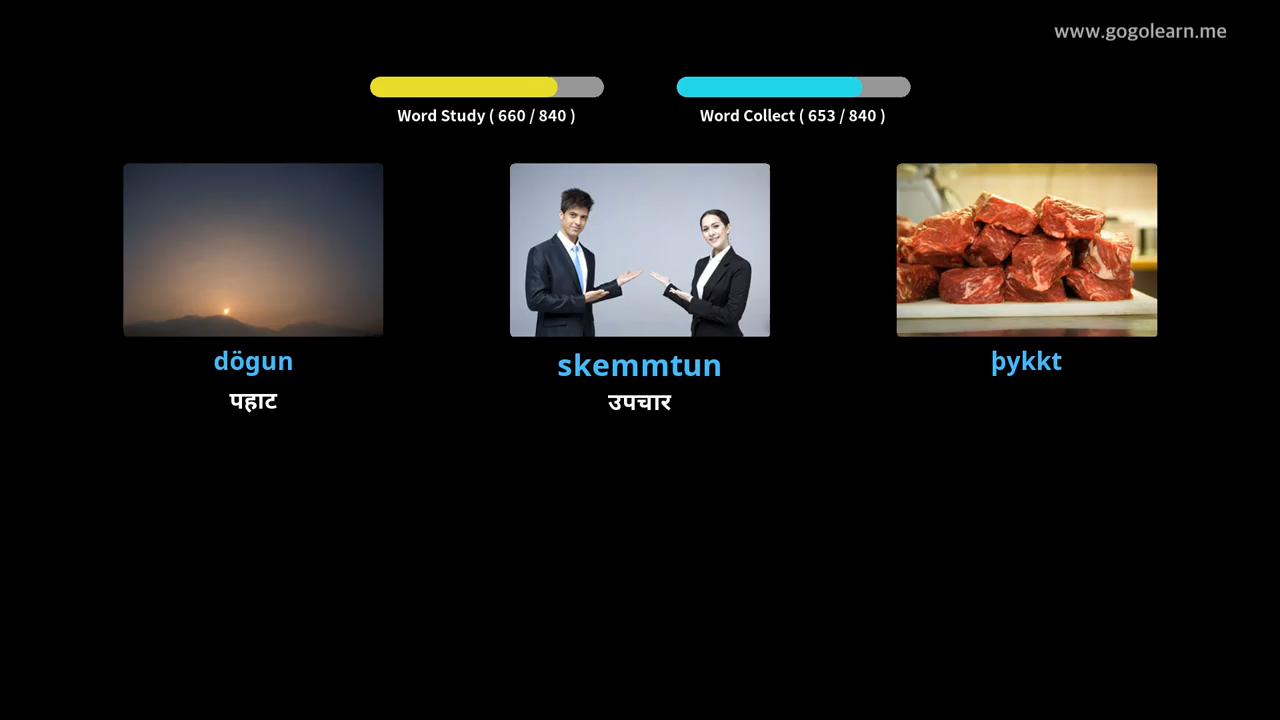 www.gogolearn.me
Word Study ( 660 / 840 )
Word Collect ( 653 / 840 )
dögun
skemmtun
þykkt
पहाट
उपचार